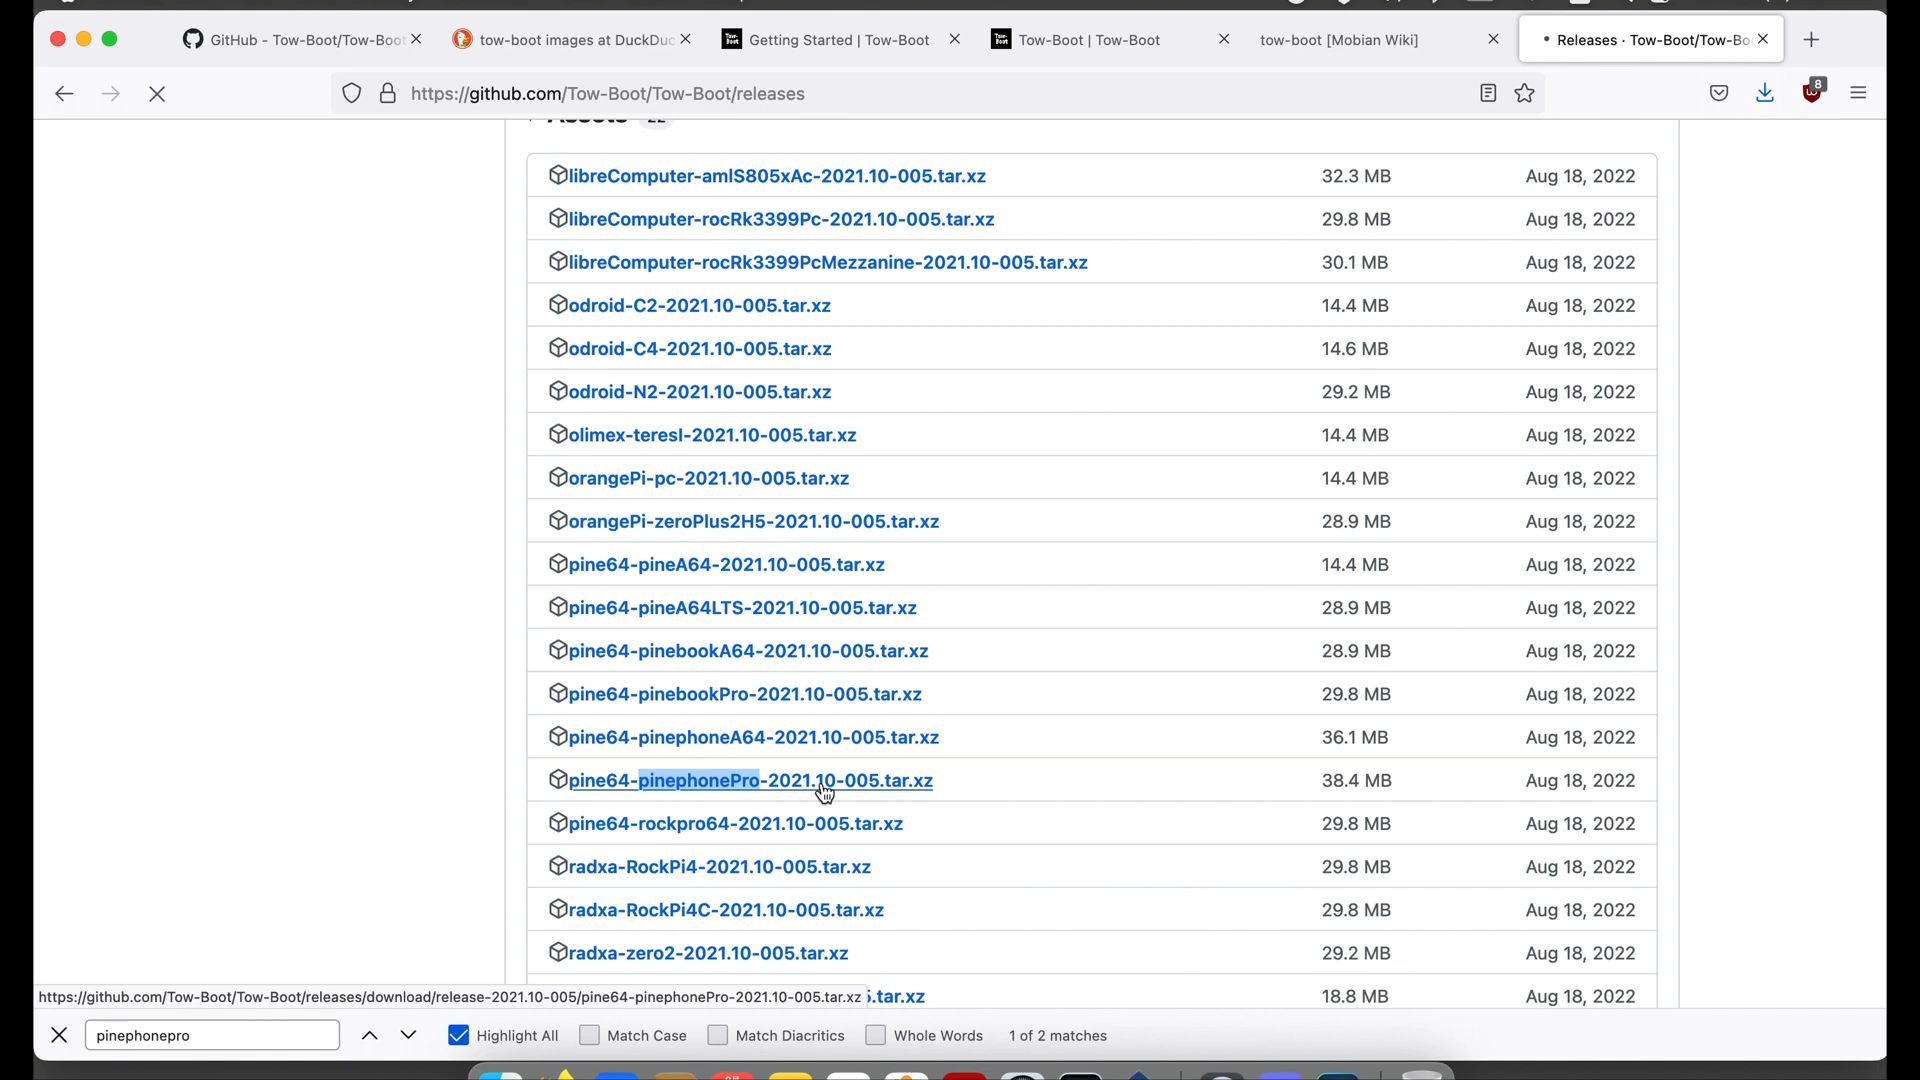 GitHub - Tow-Boot/Tow-Boot
tow-boot images at DuckDuc
Getting Started | Tow-Boot
Tow-Boot | Tow-Boot
tow-boot [Mobian Wiki]
Releases · Tow-Boot/Tow-Bo
https://github.com/Tow-Boot/Tow-Boot/releases
8
Assets 22
libreComputer-amlS805xAc-2021.10-005.tar.xz 32.3 MB Aug 18, 2022
libreComputer-rocRk3399Pc-2021.10-005.tar.xz 29.8 MB Aug 18, 2022
libreComputer-rocRk3399PcMezzanine-2021.10-005.tar.xz 30.1 MB Aug 18, 2022
odroid-C2-2021.10-005.tar.xz 14.4 MB Aug 18, 2022
odroid-C4-2021.10-005.tar.xz 14.6 MB Aug 18, 2022
odroid-N2-2021.10-005.tar.xz 29.2 MB Aug 18, 2022
olimex-teresI-2021.10-005.tar.xz 14.4 MB Aug 18, 2022
orangePi-pc-2021.10-005.tar.xz 14.4 MB Aug 18, 2022
orangePi-zeroPlus2H5-2021.10-005.tar.xz 28.9 MB Aug 18, 2022
pine64-pineA64-2021.10-005.tar.xz 14.4 MB Aug 18, 2022
pine64-pineA64LTS-2021.10-005.tar.xz 28.9 MB Aug 18, 2022
pine64-pinebookA64-2021.10-005.tar.xz 28.9 MB Aug 18, 2022
pine64-pinebookPro-2021.10-005.tar.xz 29.8 MB Aug 18, 2022
pine64-pinephoneA64-2021.10-005.tar.xz 36.1 MB Aug 18, 2022
pine64-pinephonePro-2021.10-005.tar.xz 38.4 MB Aug 18, 2022
pine64-rockpro64-2021.10-005.tar.xz 29.8 MB Aug 18, 2022
radxa-RockPi4-2021.10-005.tar.xz 29.8 MB Aug 18, 2022
radxa-RockPi4C-2021.10-005.tar.xz 29.8 MB Aug 18, 2022
radxa-zero2-2021.10-005.tar.xz 29.2 MB Aug 18, 2022
https://github.com/Tow-Boot/Tow-Boot/releases/download/release-2021.10-005/pine64-pinephonePro-2021.10-005.tar.xz 5.tar.xz 18.8 MB Aug 18, 2022
pinephonepro Highlight All Match Case Match Diacritics Whole Words 1 of 2 matches